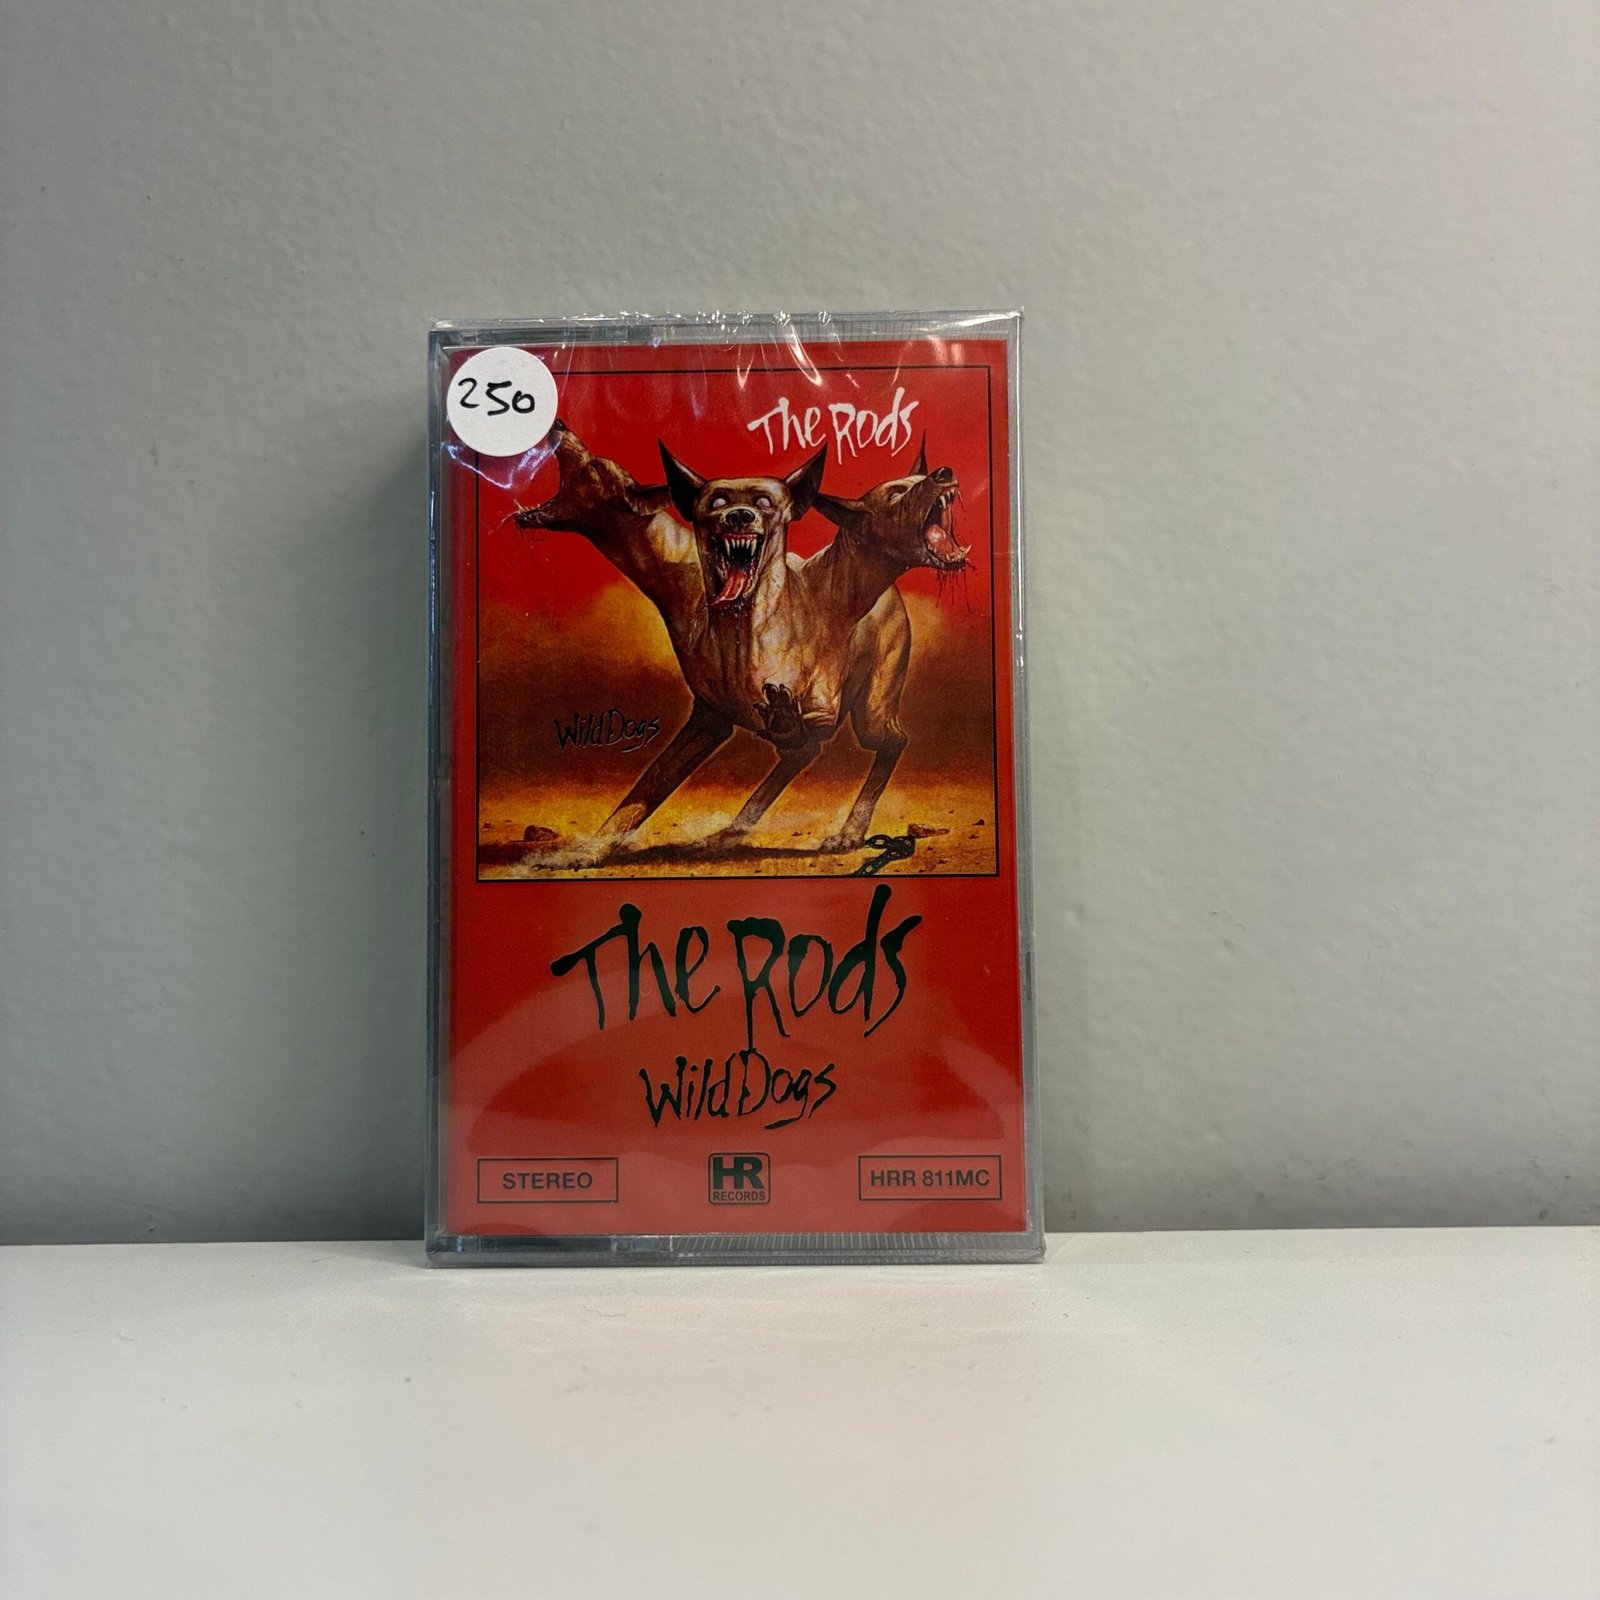 250
The Rods
Wild Dogs
The Rods
Wild Dogs
STEREO
HR
RECORDS
HRR 811MC